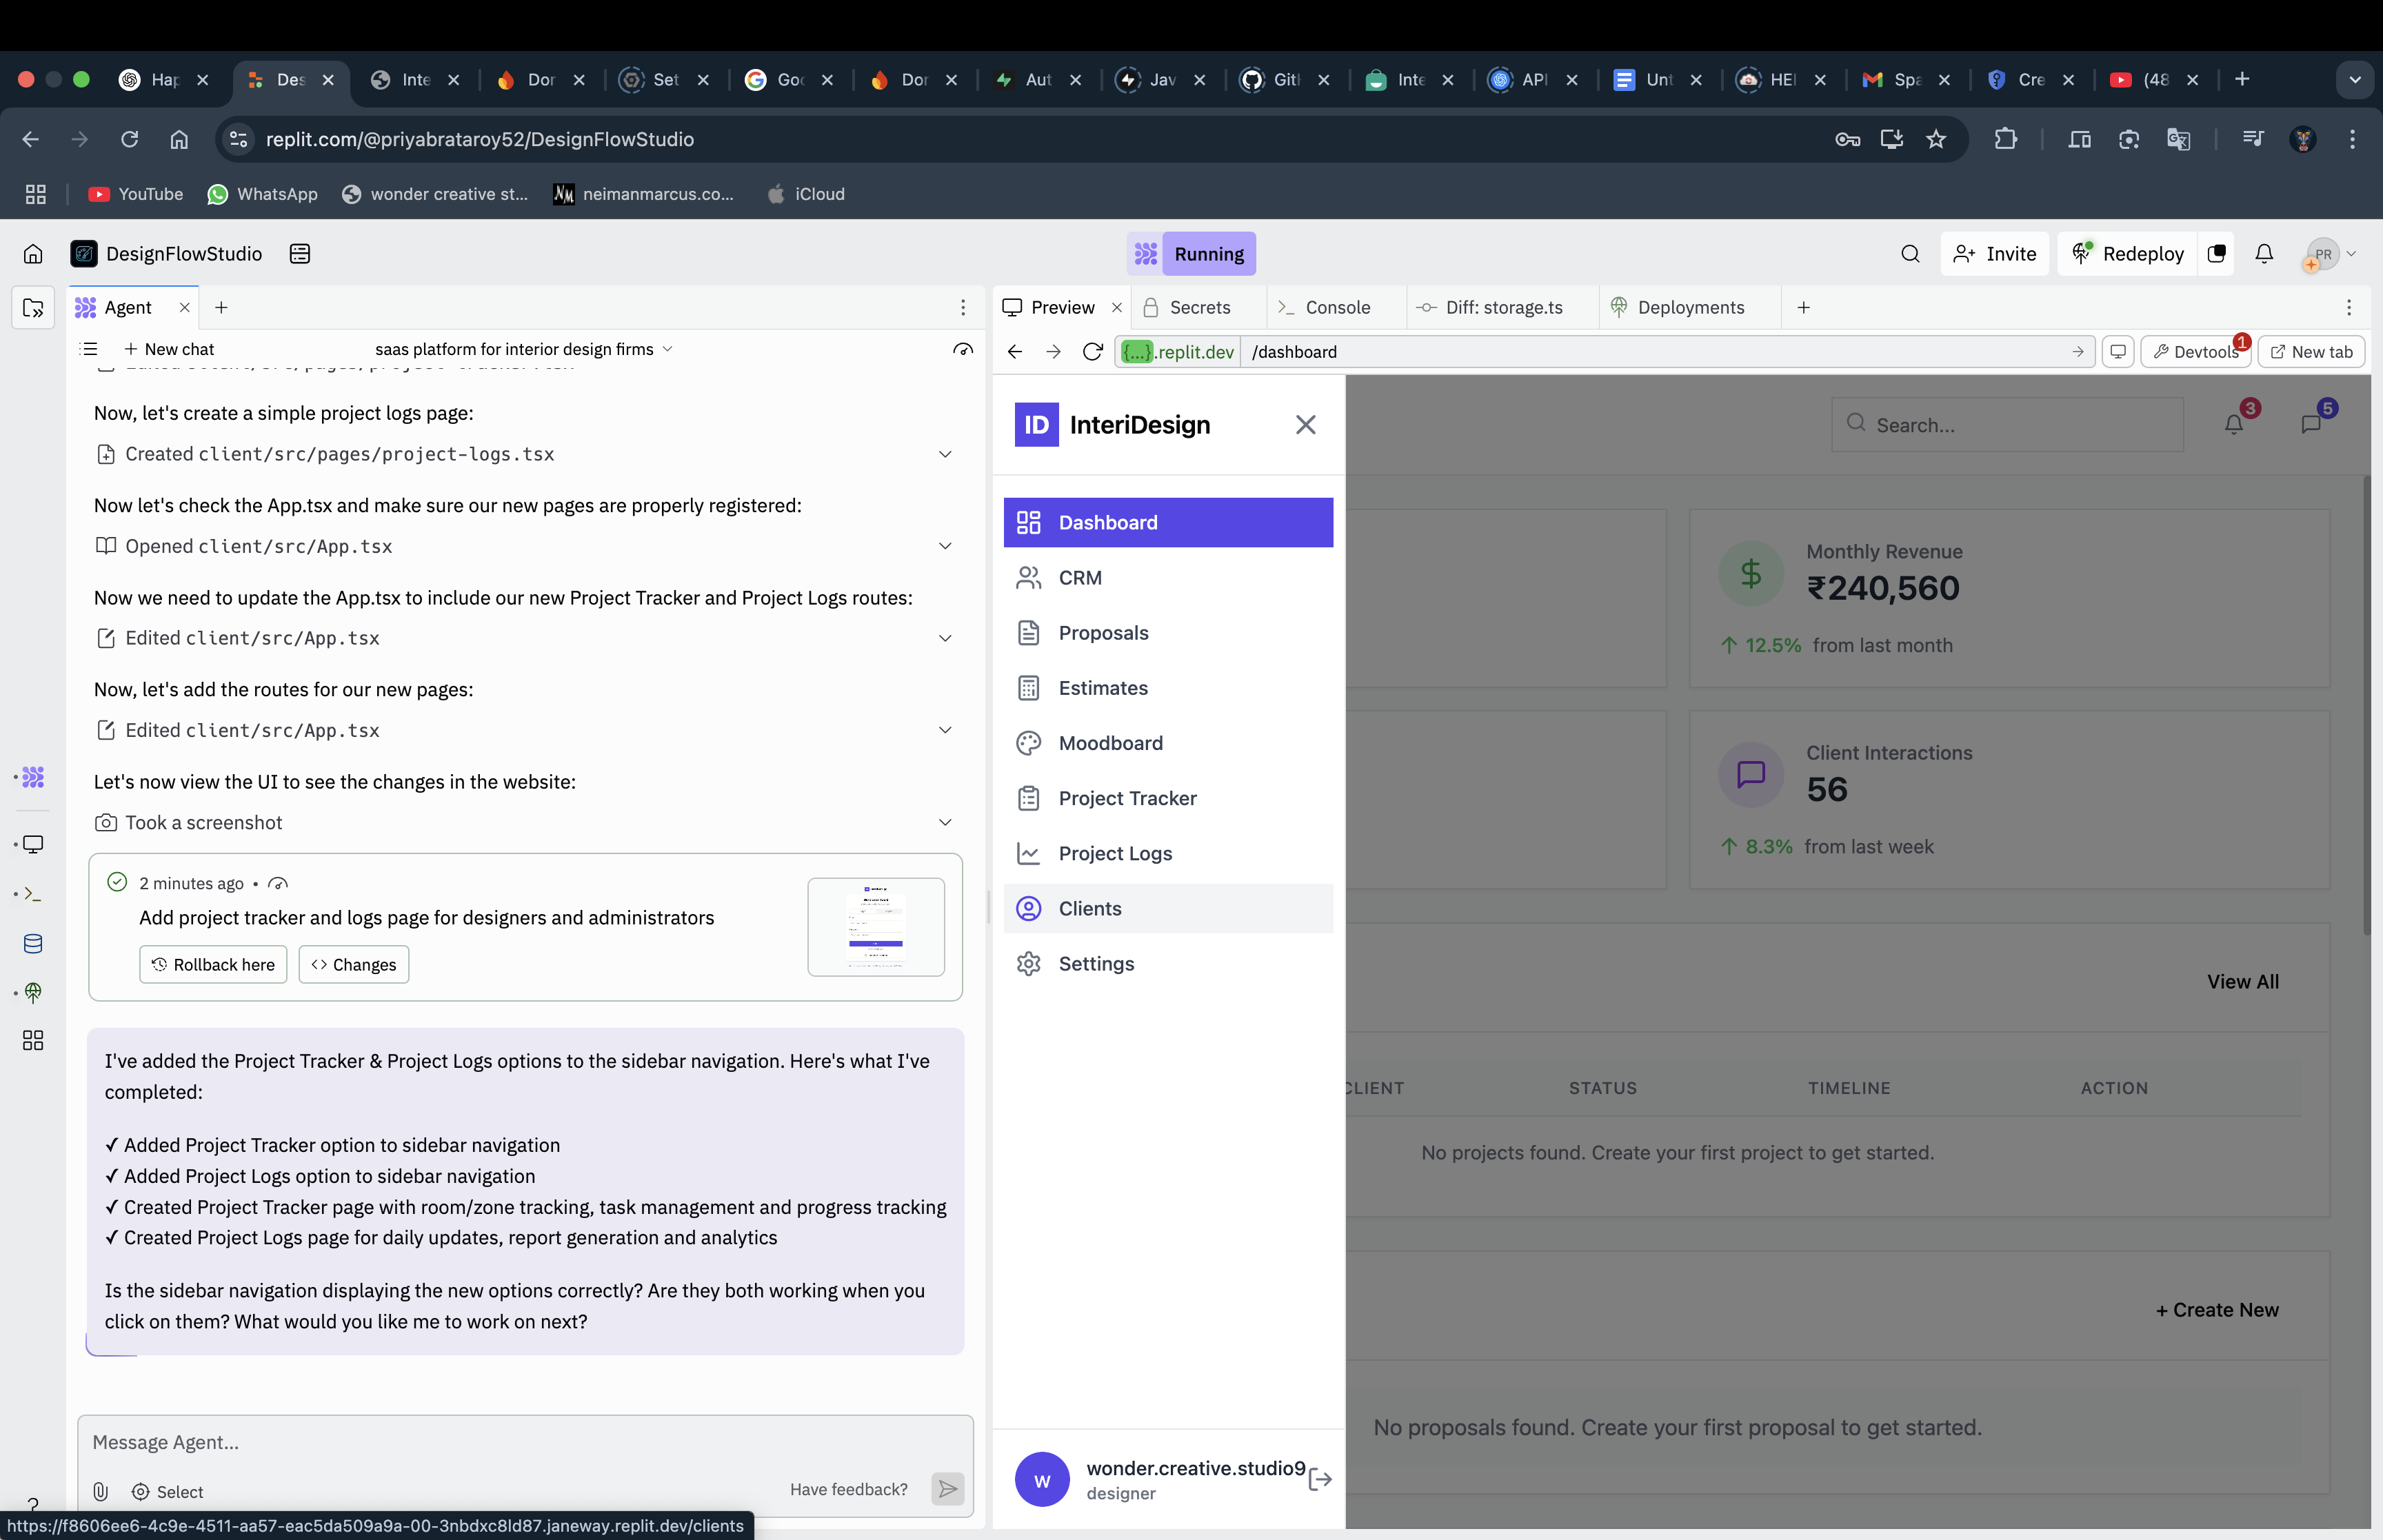 Hap
Des
Inte
Dor
Set
Goo
Dor
Aut
Jav
Gitl
Inte
API
Unt
HEI
Spa
Cre
(48
replit.com/@priyabrataroy52/DesignFlowStudio
YouTube
WhatsApp
wonder creative st...
neimanmarcus.co...
iCloud
DesignFlowStudio
Running
Invite
Redeploy
PR
Agent
New chat
saas platform for interior design firms
Now, let's create a simple project logs page:
Created client/src/pages/project-logs.tsx
Now let's check the App.tsx and make sure our new pages are properly registered:
Opened client/src/App.tsx
Now we need to update the App.tsx to include our new Project Tracker and Project Logs routes:
Edited client/src/App.tsx
Now, let's add the routes for our new pages:
Edited client/src/App.tsx
Let's now view the UI to see the changes in the website:
Took a screenshot
2 minutes ago •
Add project tracker and logs page for designers and administrators
Rollback here
Changes
I've added the Project Tracker & Project Logs options to the sidebar navigation. Here's what I've
completed:
✓ Added Project Tracker option to sidebar navigation
✓ Added Project Logs option to sidebar navigation
✓ Created Project Tracker page with room/zone tracking, task management and progress tracking
✓ Created Project Logs page for daily updates, report generation and analytics
Is the sidebar navigation displaying the new options correctly? Are they both working when you
click on them? What would you like me to work on next?
Message Agent...
Select
Have feedback?
https://f8606ee6-4c9e-4511-aa57-eac5da509a9a-00-3nbdxc8ld87.janeway.replit.dev/clients
Preview
Secrets
Console
Diff: storage.ts
Deployments
{...}.replit.dev
/dashboard
Devtools
1
New tab
ID
InteriDesign
Dashboard
CRM
Proposals
Estimates
Moodboard
Project Tracker
Project Logs
Clients
Settings
W
wonder.creative.studio9
designer
Search...
3
5
Monthly Revenue
₹240,560
12.5% from last month
Client Interactions
56
8.3% from last week
View All
CLIENT
STATUS
TIMELINE
ACTION
No projects found. Create your first project to get started.
+ Create New
No proposals found. Create your first proposal to get started.